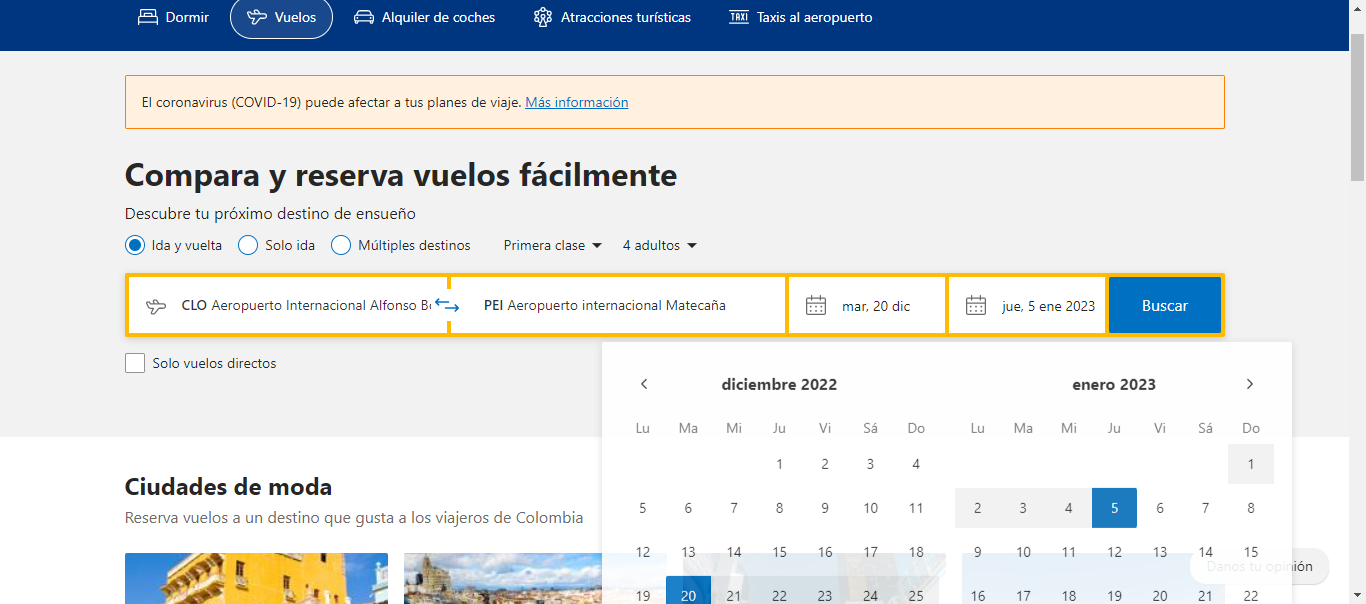 Dormir Vuelos Alquiler de coches Atracciones turísticas TAXI Taxis al aeropuerto
El coronavirus (COVID-19) puede afectar a tus planes de viaje. Más información
Compara y reserva vuelos fácilmente
Descubre tu próximo destino de ensueño
Ida y vuelta Solo ida Múltiples destinos Primera clase 4 adultos
CLO Aeropuerto Internacional Alfonso PEI Aeropuerto internacional Matecaña mar, 20 dic jue, 5 ene 2023 Buscar
Solo vuelos directos
diciembre 2022 enero 2023
Lu Ma Mi Ju Vi Sá Do Lu Ma Mi Ju Vi Sá Do
1 2 3 4 1
Ciudades de moda
Reserva vuelos a un destino que gusta a los viajeros de Colombia
5 6 7 8 9 10 11 2 3 4 5 6 7 8
12 13 14 15 16 17 18 9 10 11 12 13 14 15
Danos tu opinión
19 20 21 22 23 24 25 16 17 18 19 20 21 22